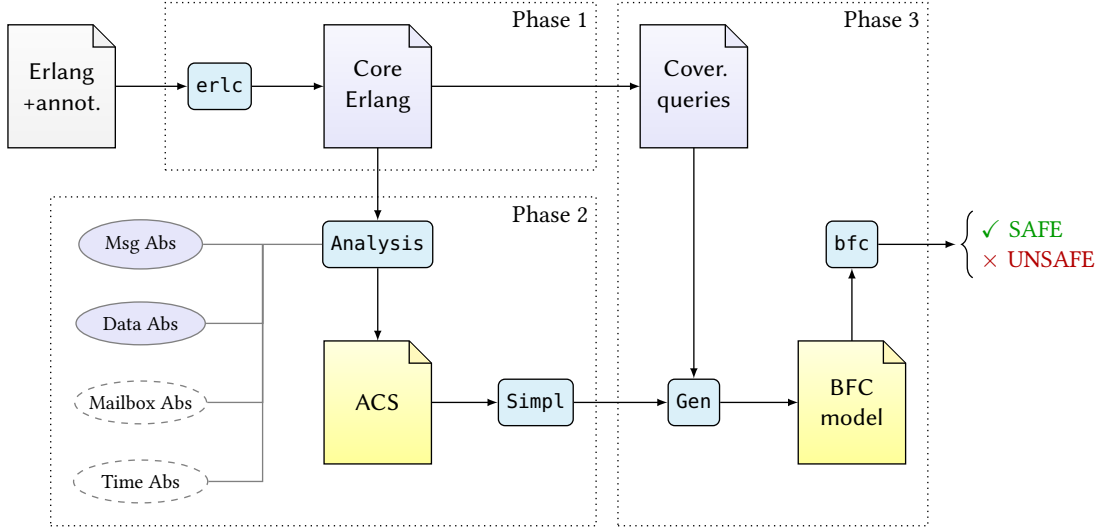 Phase 1
Phase 3
Erlang
+annot.
erlc
Core
Erlang
Cover.
queries
Phase 2
Msg Abs
Analysis
bfc
✓ SAFE
× UNSAFE
Data Abs
Mailbox Abs
ACS
Simpl
Gen
BFC
model
Time Abs